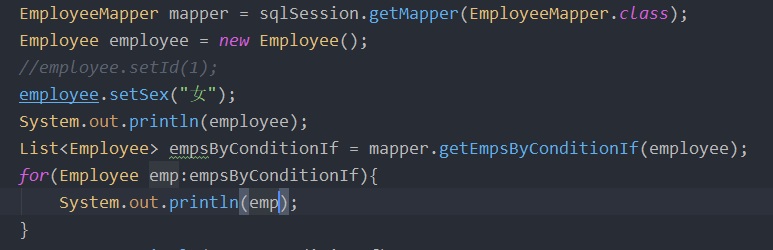 EmployeeMapper mapper = sqlSession.getMapper(EmployeeMapper.class);
Employee employee = new Employee();
//employee.setId(1);
employee.setSex("女");
System.out.println(employee);
List<Employee> empsByConditionIf = mapper.getEmpsByConditionIf(employee);
for(Employee emp:empsByConditionIf){
System.out.println(emp);
}